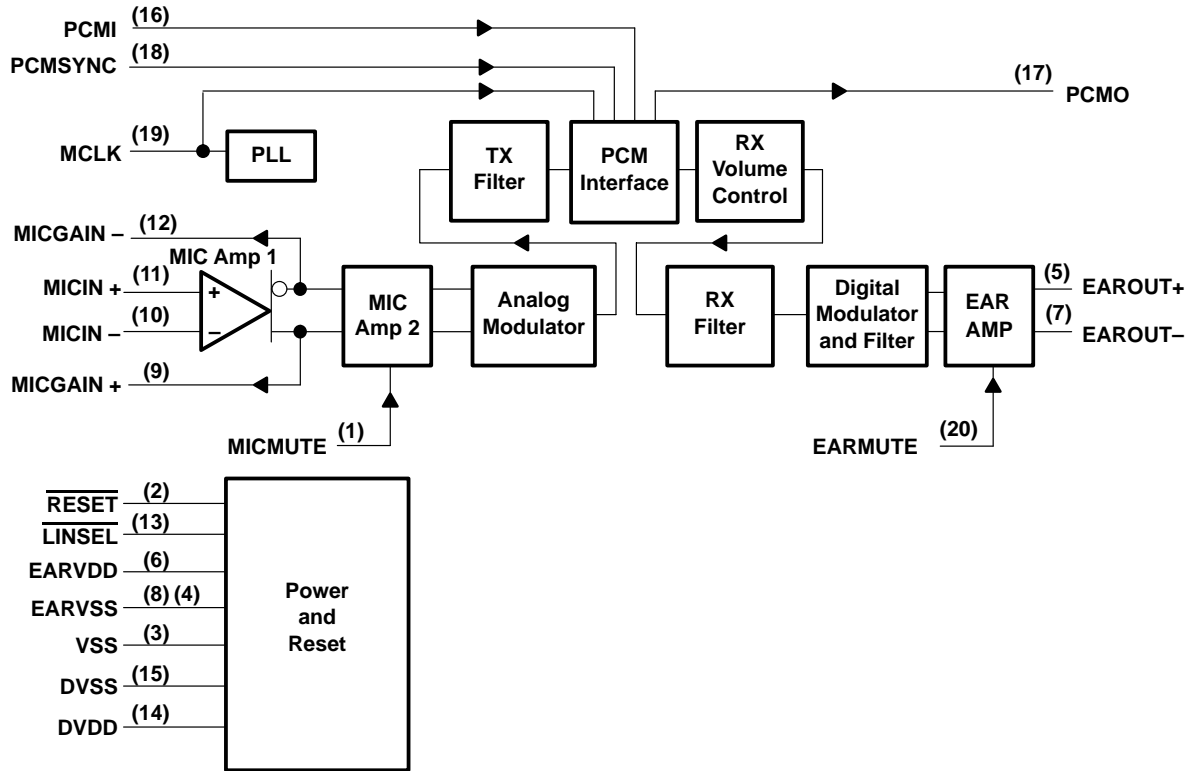 PCMI
(16)
PCMSYNC
(18)
(17)
PCMO
MCLK
(19)
PLL
TX
Filter
PCM
Interface
RX
Volume
Control
MICGAIN –
(12)
MIC Amp 1
MICIN +
(11)
+
MICIN –
(10)
–
MICGAIN +
(9)
MIC
Amp 2
Analog
Modulator
RX
Filter
Digital
Modulator
and Filter
EAR
AMP
(5)
EAROUT+
(7)
EAROUT–
MICMUTE
(1)
EARMUTE
(20)
RESET
(2)
LINSEL
(13)
EARVDD
(6)
EARVSS
(8) (4)
VSS
(3)
DVSS
(15)
DVDD
(14)
Power
and
Reset